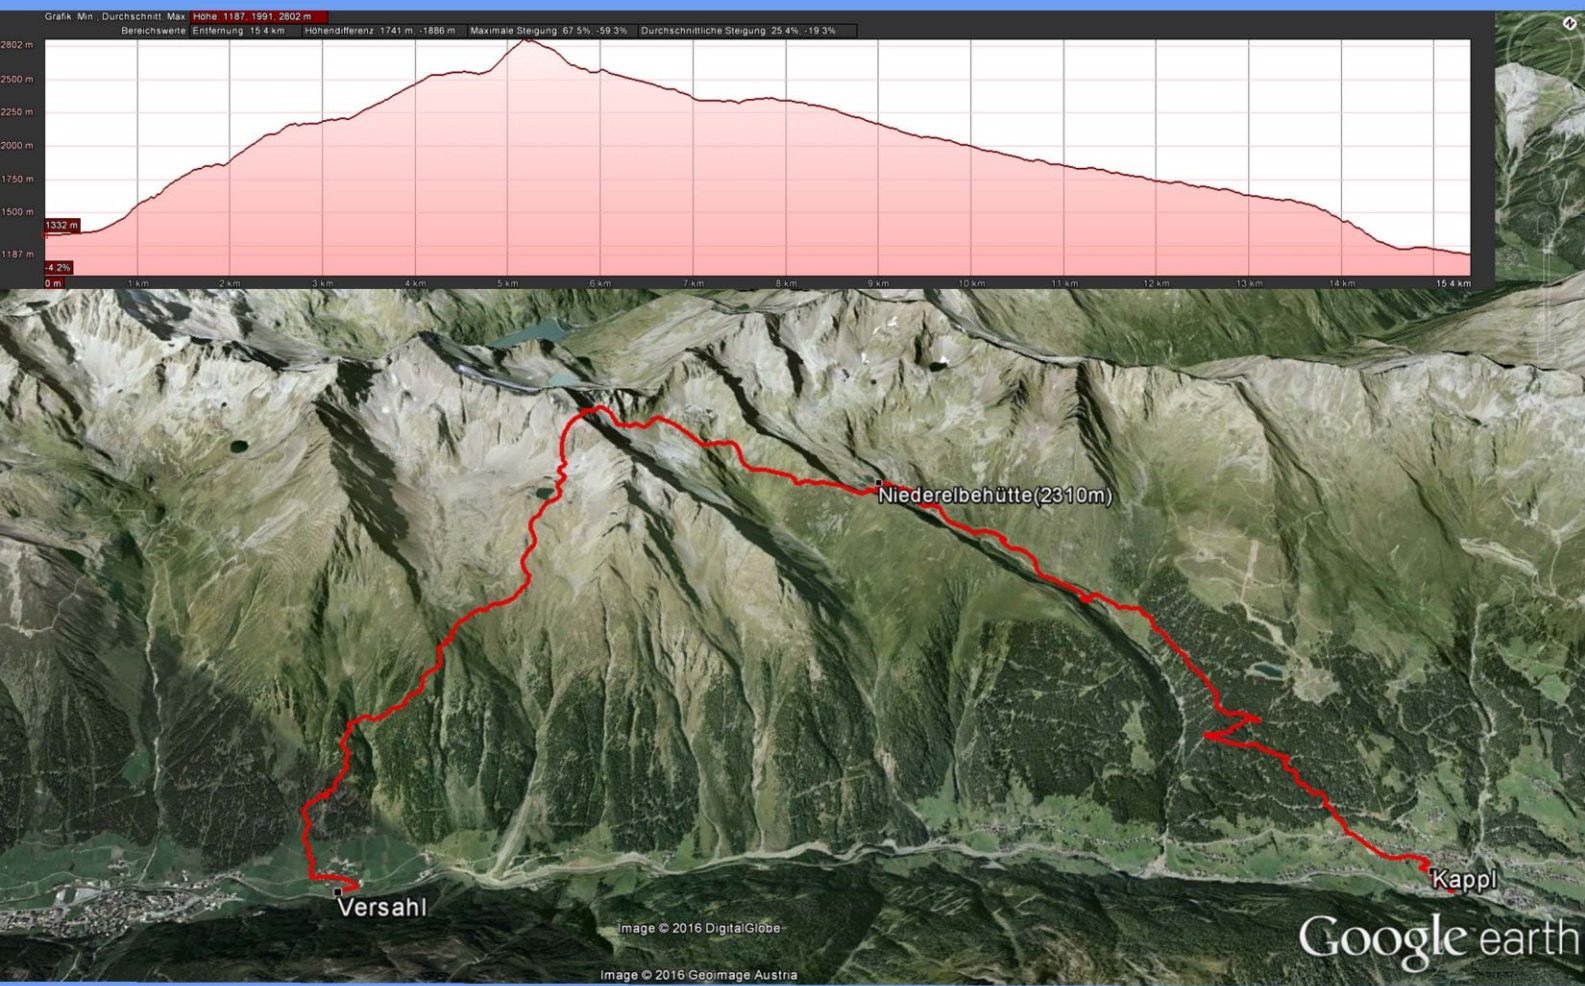 Grafik Min., Durchschnitt, Max Höhe: 1187, 1991, 2802 m
Bereichswerte Entfernung: 15.4 km Höhendifferenz 1741 m, -1886 m Maximale Steigung: 67.5%, -59.3% Durchschnittliche Steigung: 25.4%, -19.3%
2802 m
2500 m
2250 m
2000 m
1750 m
1500 m
1332 m
1187 m
-4.2%
0 m 1 km 2 km 3 km 4 km 5 km 6 km 7 km 8 km 9 km 10 km 11 km 12 km 13 km 14 km 15.4 km
Niederelbehütte(2310m)
Kappl
Versahl
Image © 2016 DigitalGlobe
Google earth
Image © 2016 Geoimage Austria